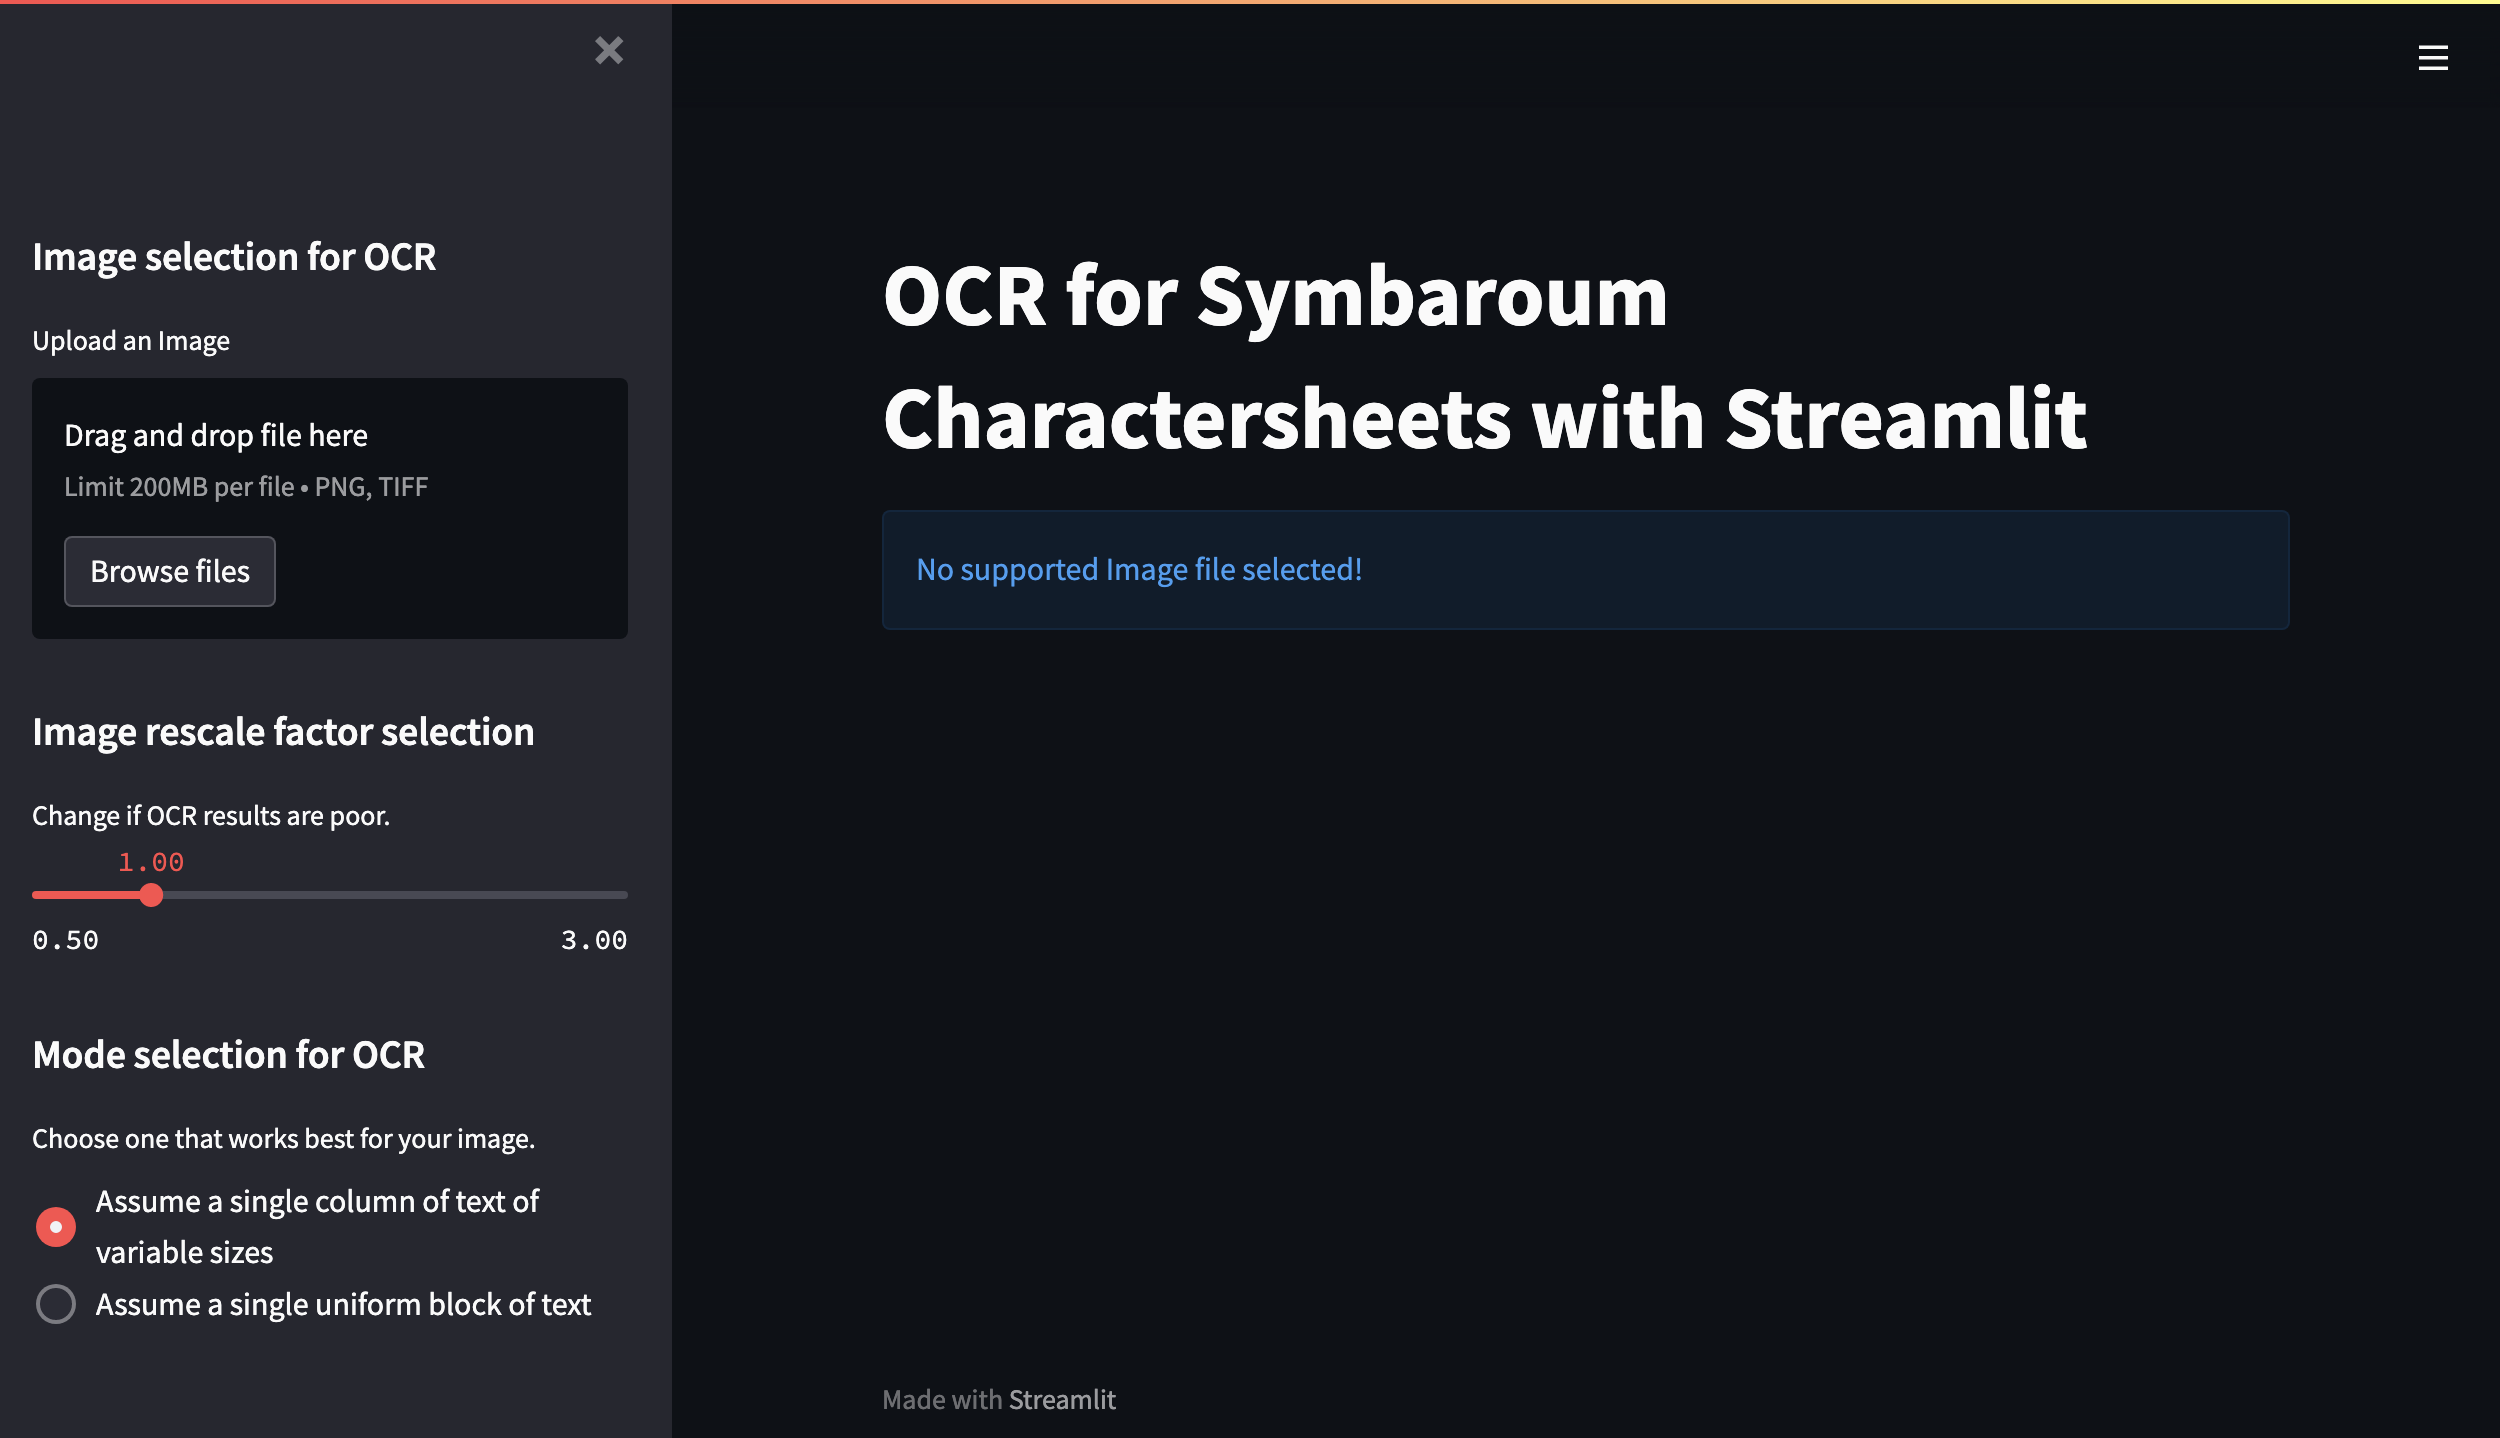 Image selection for OCR
Upload an Image
Drag and drop file here
Limit 200MB per file • PNG, TIFF
Browse files
Image rescale factor selection
Change if OCR results are poor.
1.00
0.50
3.00
Mode selection for OCR
Choose one that works best for your image.
Assume a single column of text of
variable sizes
Assume a single uniform block of text
OCR for Symbaroum
Charactersheets with Streamlit
No supported Image file selected!
Made with Streamlit